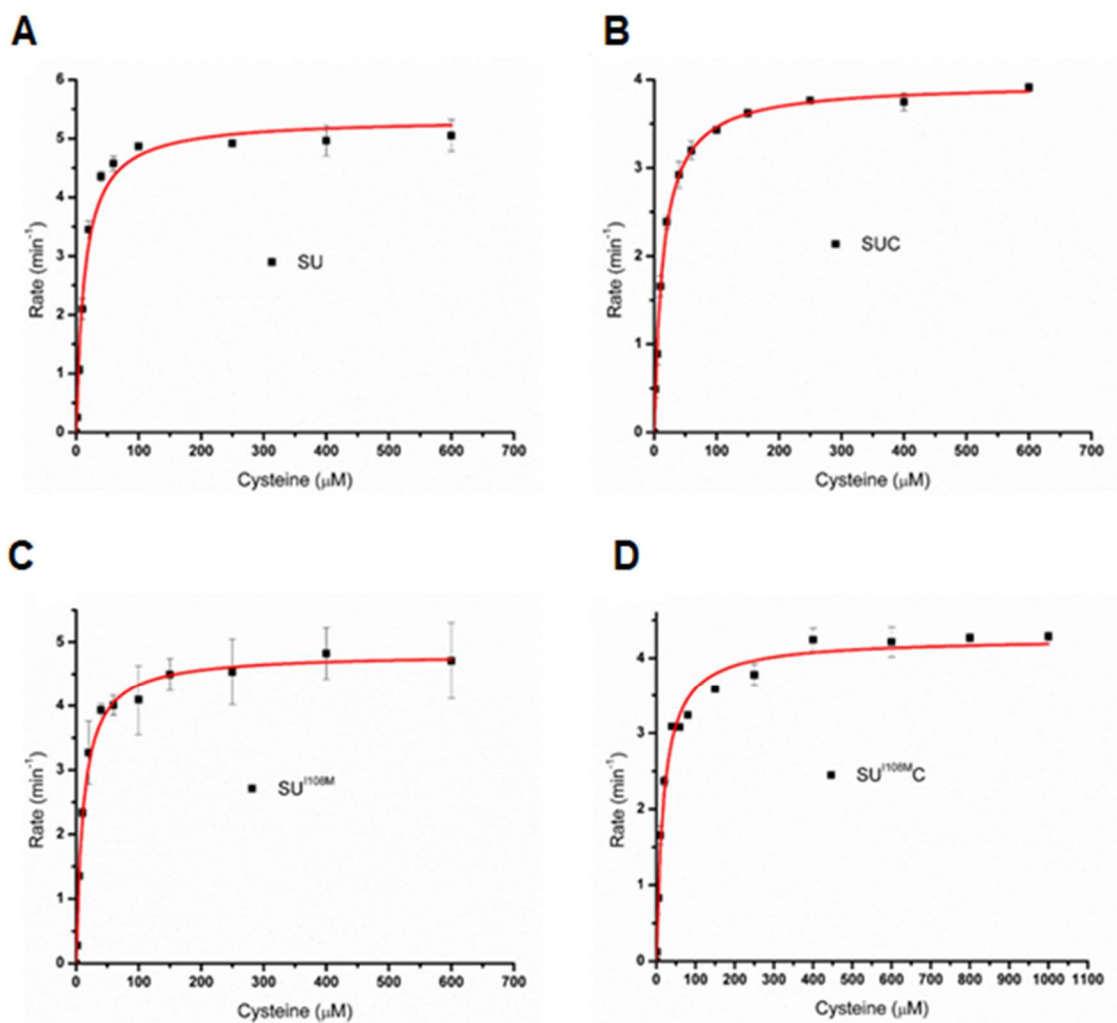 A
B
6
5
4
3
2
1
0
Rate (min⁻¹)
SU
0 100 200 300 400 500 600 700
Cysteine (μM)
4
3
2
1
0
Rate (min⁻¹)
SUC
0 100 200 300 400 500 600 700
Cysteine (μM)
C
D
5
4
3
2
1
0
Rate (min⁻¹)
SUᴵ¹⁰⁸ᴹ
0 100 200 300 400 500 600 700
Cysteine (μM)
4
3
2
1
0
Rate (min⁻¹)
SUᴵ¹⁰⁸ᴹC
0 100 200 300 400 500 600 700 800 900 1000 1100
Cysteine (μM)